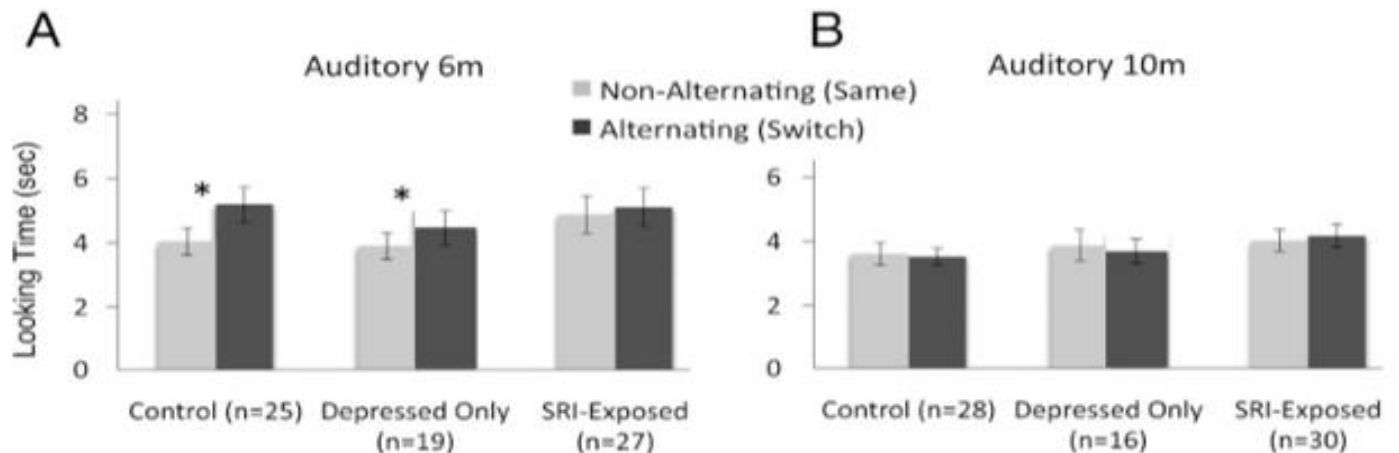 A
B
Auditory 6m
Auditory 10m
Non-Alternating (Same)
Alternating (Switch)
Looking Time (sec)
8
6
4
2
0
*
*
Control (n=25)
Depressed Only
(n=19)
SRI-Exposed
(n=27)
6
4
2
0
Control (n=28)
Depressed Only
(n=16)
SRI-Exposed
(n=30)